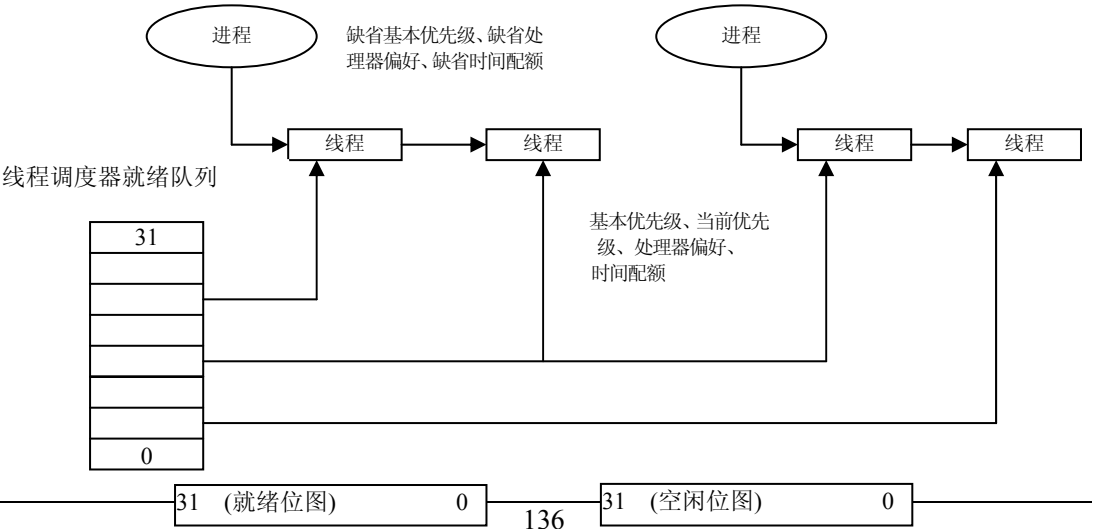 进程
缺省基本优先级、缺省处
理器偏好、缺省时间配额
进程
线程
线程
线程
线程
线程调度器就绪队列
基本优先级、当前优先
级、处理器偏好、
时间配额
31
0
31 (就绪位图) 0
31 (空闲位图) 0
136